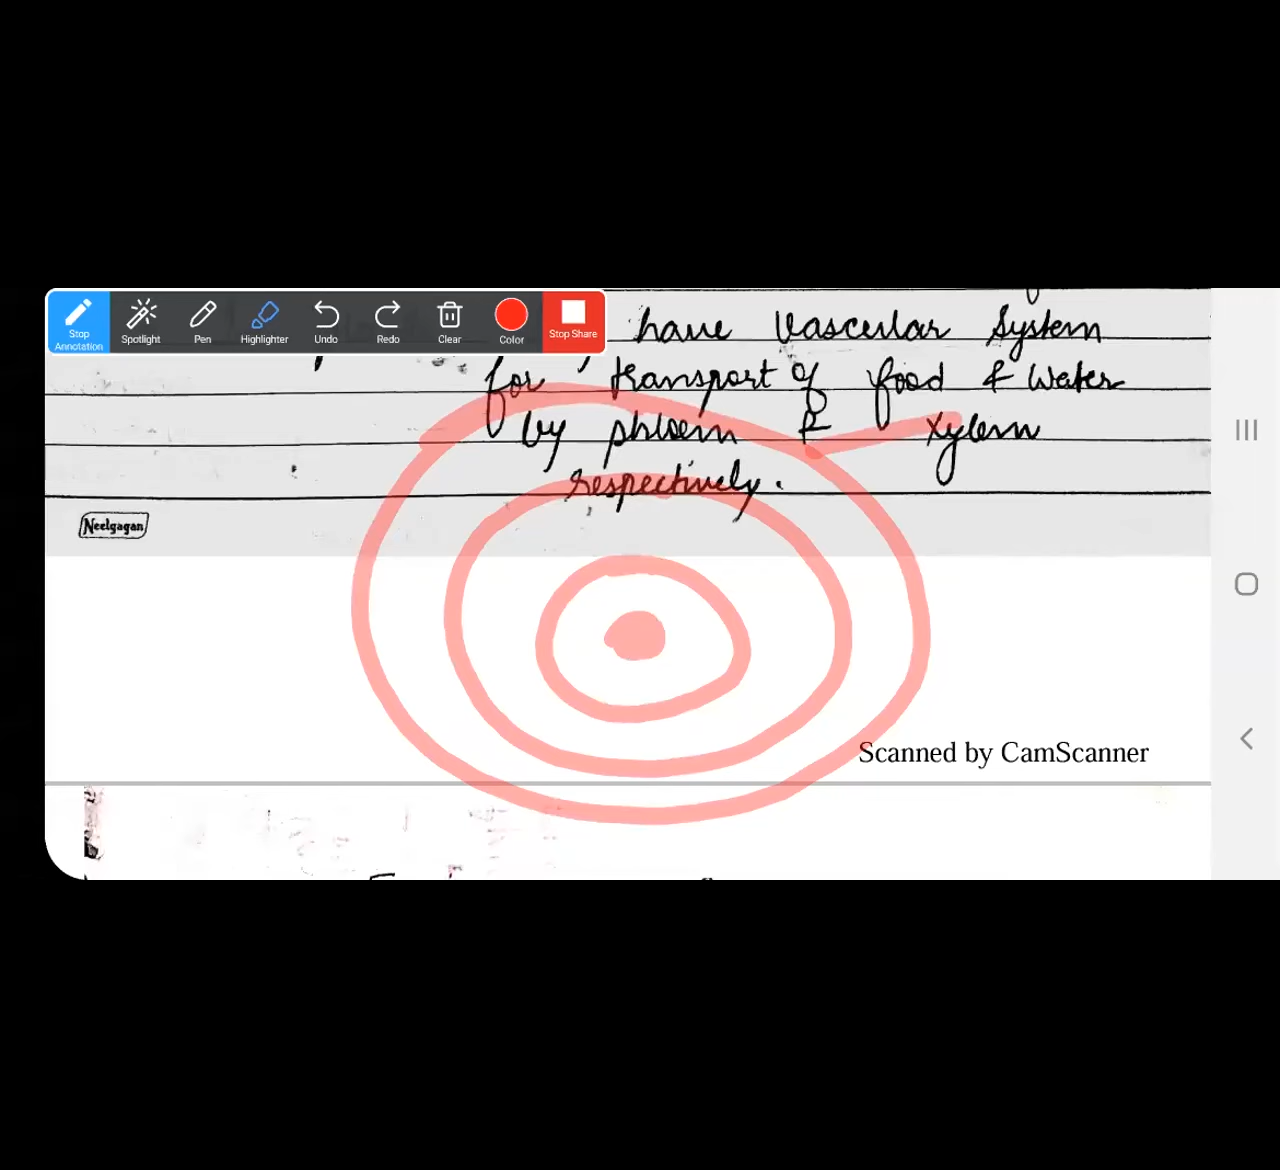 Stop Annotation
Spotlight
Pen
Highlighter
Undo
Redo
Clear
Color
Stop Share
have Vascular System
for transport of food & Water
by phloem & Xylem
respectively.
Neelgagan
Scanned by CamScanner